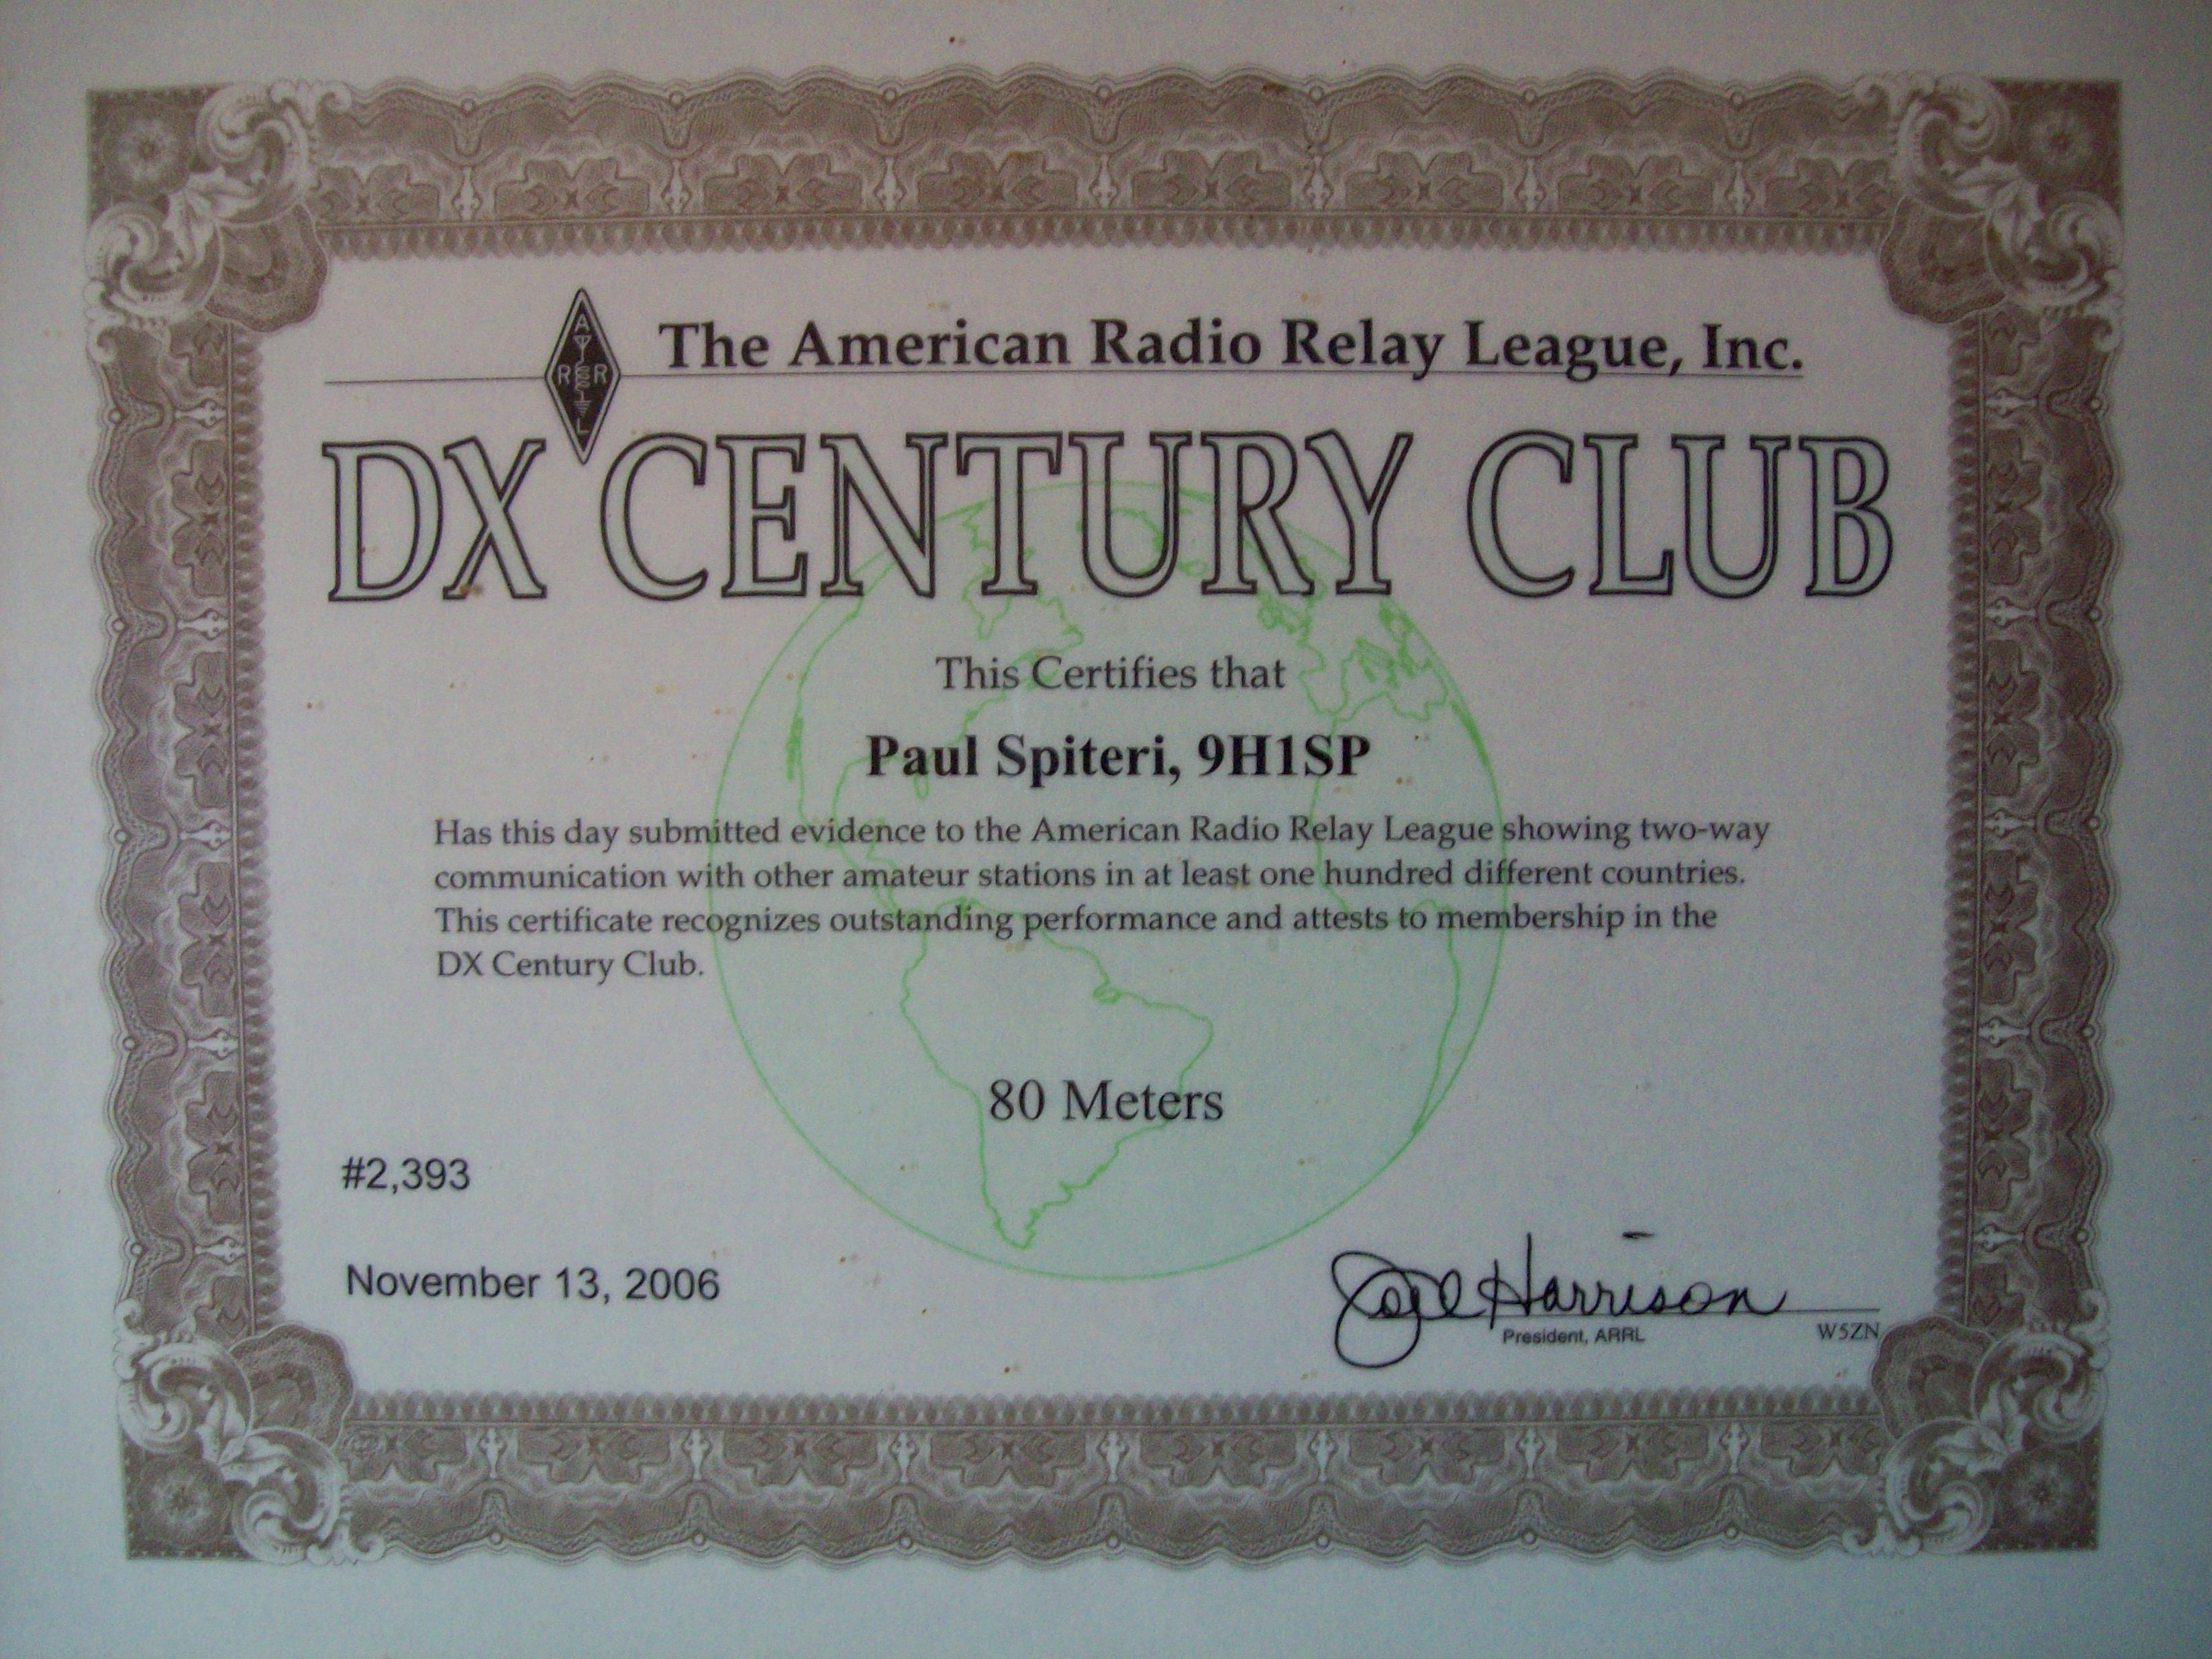 The American Radio Relay League, Inc.
A
R R
L
DX CENTURY CLUB
This Certifies that
Paul Spiteri, 9H1SP
Has this day submitted evidence to the American Radio Relay League showing two-way
communication with other amateur stations in at least one hundred different countries.
This certificate recognizes outstanding performance and attests to membership in the
DX Century Club.
80 Meters
#2,393
November 13, 2006
Joel Harrison
President, ARRL W5ZN